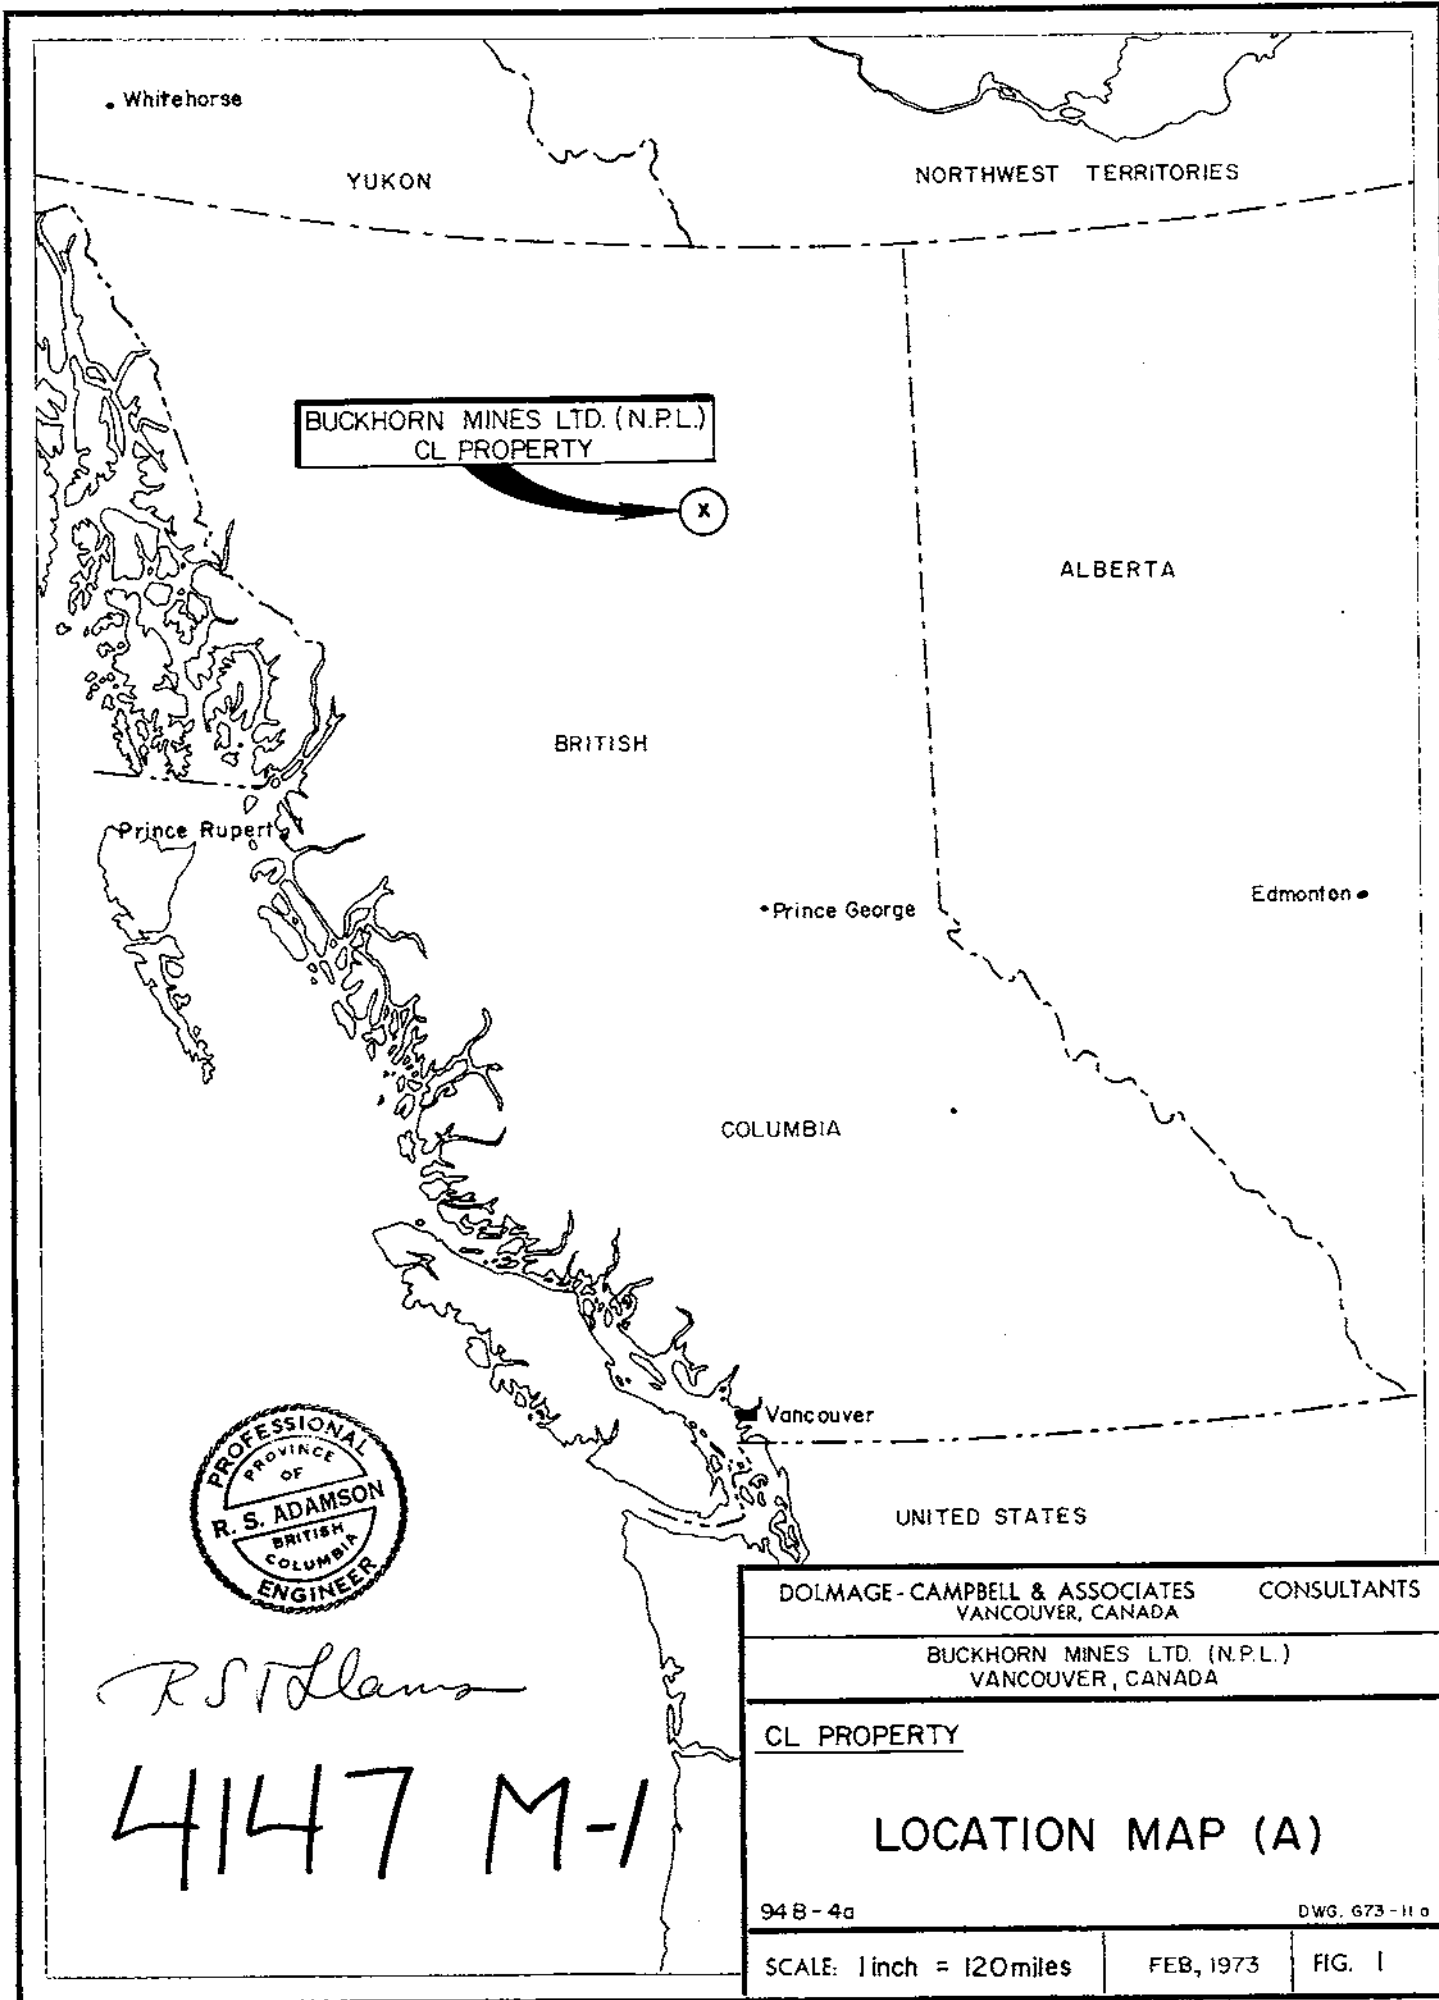 Whitehorse
YUKON
NORTHWEST TERRITORIES
BUCKHORN MINES LTD. (N.P.L.)
CL PROPERTY
X
ALBERTA
BRITISH
Prince Rupert
Prince George
Edmonton
COLUMBIA
Vancouver
UNITED STATES
PROFESSIONAL
PROVINCE
OF
R. S. ADAMSON
BRITISH
COLUMBIA
ENGINEER
4147 M-1
DOLMAGE-CAMPBELL & ASSOCIATES CONSULTANTS
VANCOUVER, CANADA
BUCKHORN MINES LTD. (N.P.L.)
VANCOUVER, CANADA
CL PROPERTY
LOCATION MAP (A)
94B-4a
DWG. G73-11a
SCALE: 1 inch = 120 miles
FEB, 1973
FIG. 1